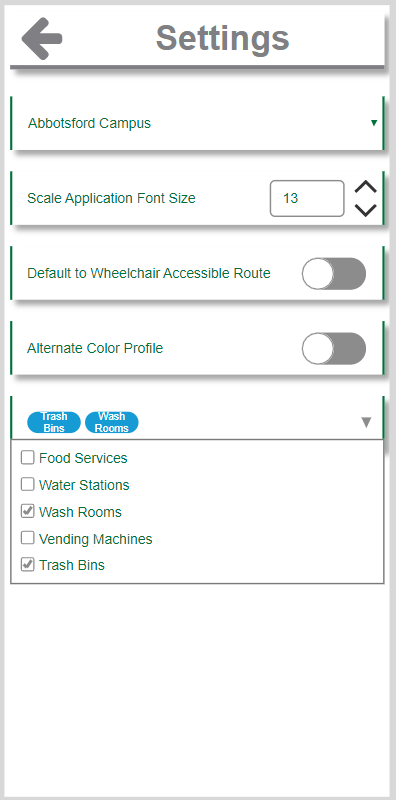 Settings
Abbotsford Campus
Scale Application Font Size 13
Default to Wheelchair Accessible Route
Alternate Color Profile
Trash Bins
Wash Rooms
Food Services
Water Stations
Wash Rooms
Vending Machines
Trash Bins